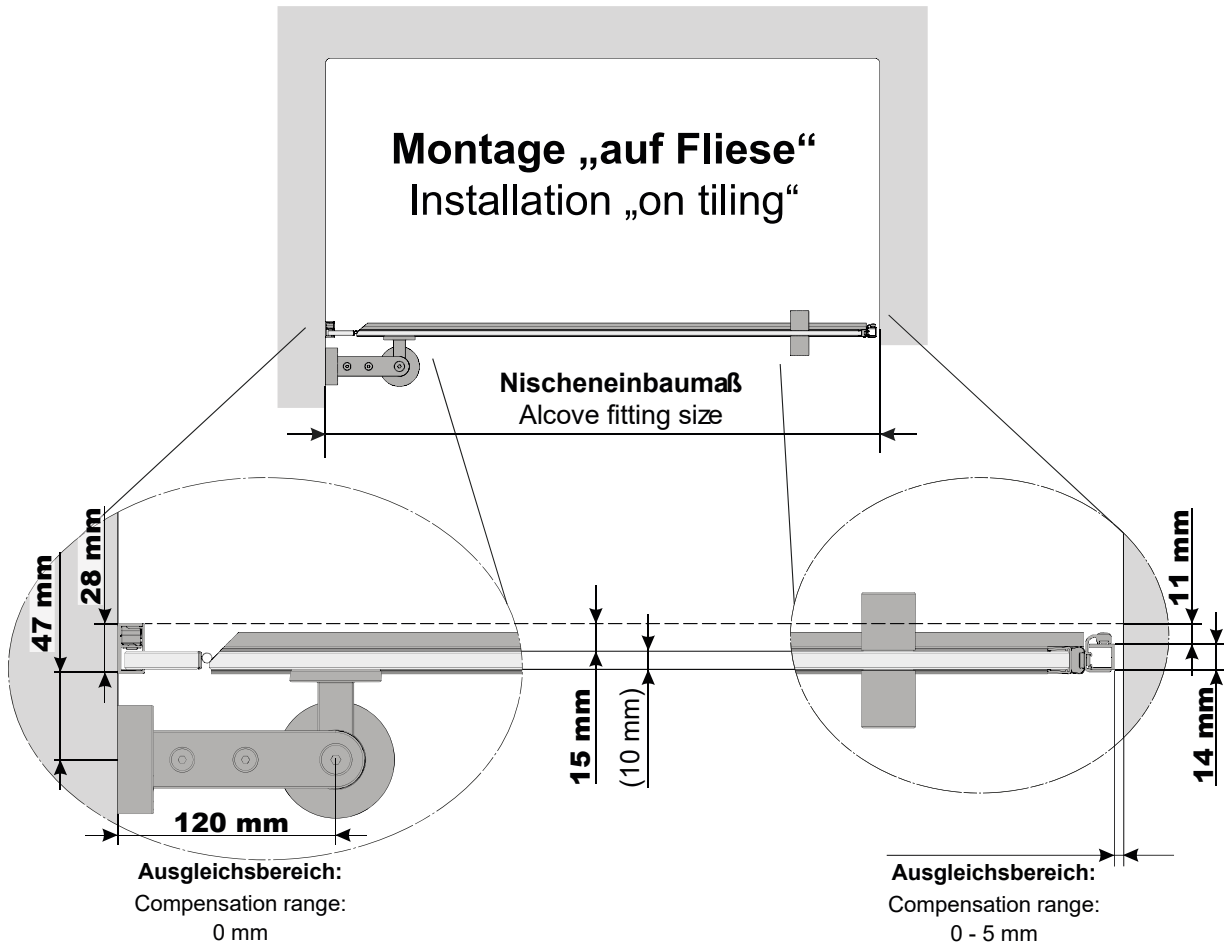 Montage „auf Fliese“
Installation „on tiling“
Nischeneinbaumaß
Alcove fitting size
28 mm
47 mm
11 mm
15 mm
(10 mm)
14 mm
120 mm
Ausgleichsbereich:
Compensation range:
0 mm
Ausgleichsbereich:
Compensation range:
0 - 5 mm